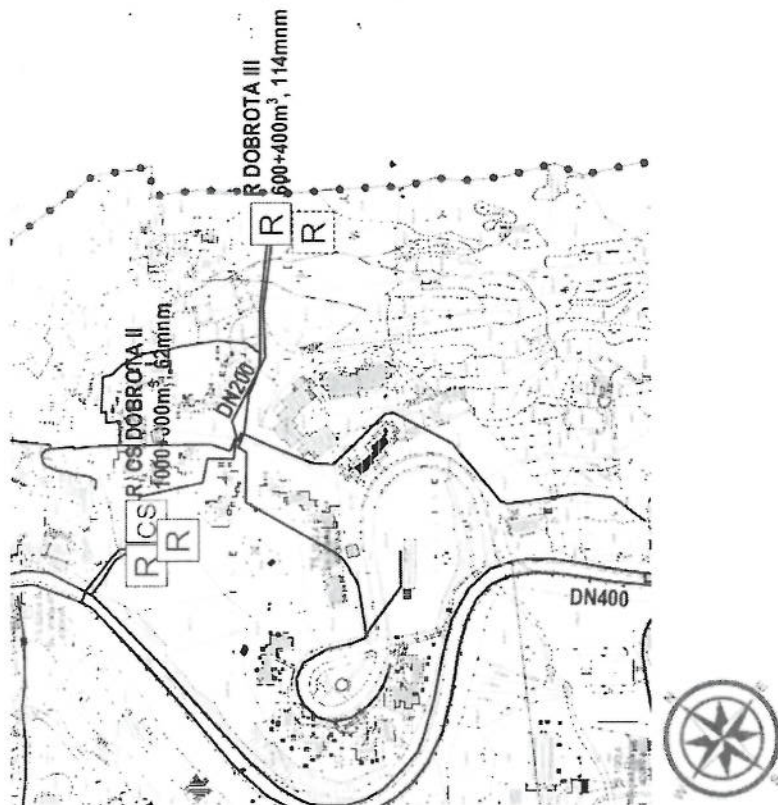 R DOBROTA III
600+400m³, 114mnm
R
R
R/CS DOBROTA II
1000+300m³, 62mnm
DN200
CS
R
R
DN400